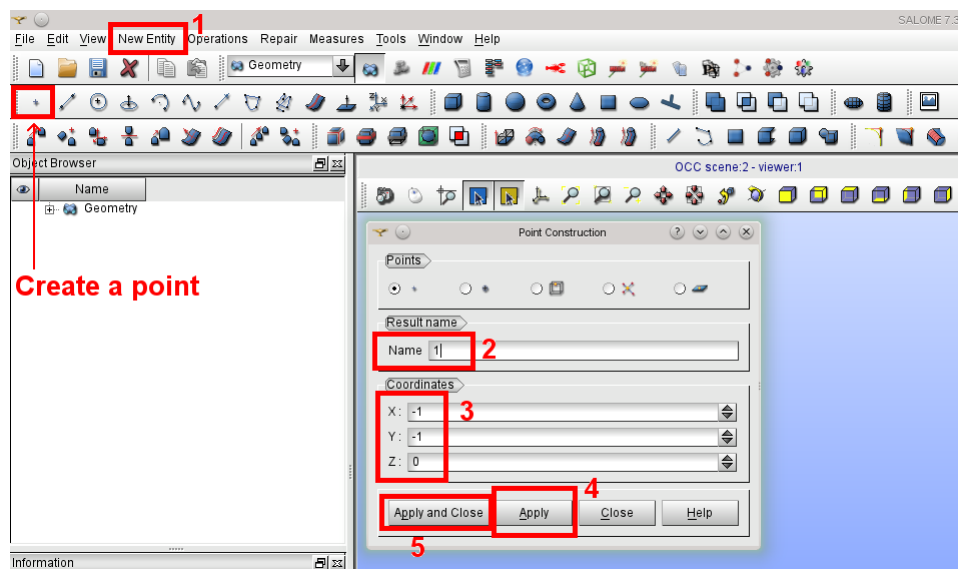 SALOME 7.3
1
File Edit View New Entity Operations Repair Measures Tools Window Help
Geometry
Object Browser
OCC scene:2 - viewer:1
Name
Geometry
Create a point
Point Construction
Points
Result name
Name 1 2
Coordinates
X: -1 3
Y: -1
Z: 0
4
Apply and Close Apply Close Help
5
Information